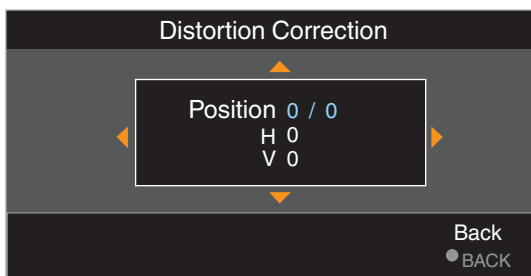 Distortion Correction
Position 0 / 0
H 0
V 0
Back
BACK